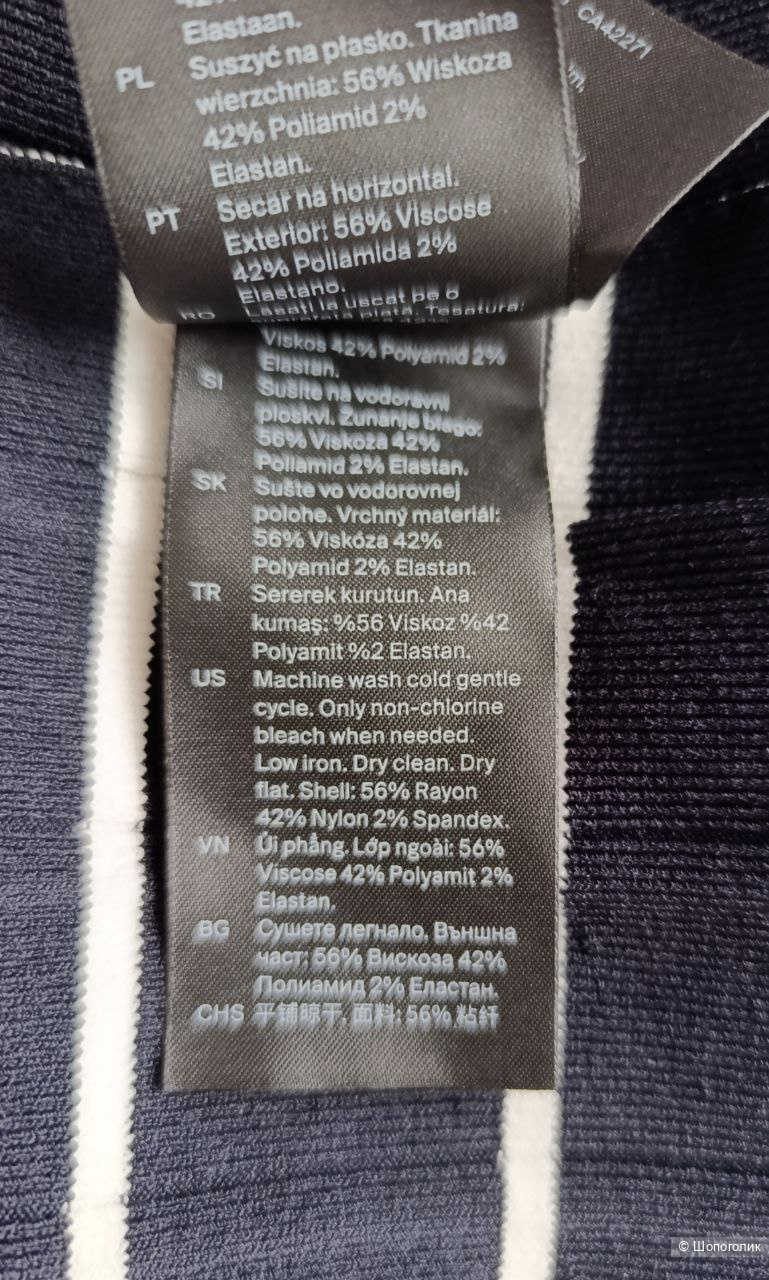 Elastaan.
PL Suszyć na płasko. Tkanina
wierzchnia: 56% Wiskoza
42% Poliamid 2%
Elastan.
PT Secar na horizontal.
Exterior: 56% Viscose
42% Poliamida 2%
Elastano.
RO Lăsați la uscat pe o
Viskos 42% Polyamid 2%
Elastan.
SI Sušite na vodoravni
ploskvi. Zunanje blago:
56% Viskoza 42%
Poliamid 2% Elastan.
SK Sušte vo vodorovnej
polohe. Vrchný materiál:
56% Viskóza 42%
Polyamid 2% Elastan.
TR Sererek kurutun. Ana
kumaş: %56 Viskoz %42
Polyamit %2 Elastan.
US Machine wash cold gentle
cycle. Only non-chlorine
bleach when needed.
Low iron. Dry clean. Dry
flat. Shell: 56% Rayon
42% Nylon 2% Spandex.
VN Ủi phẳng. Lớp ngoài: 56%
Viscose 42% Polyamit 2%
Elastan.
BG Сушете легнало. Външна
част: 56% Вискоза 42%
Полиамид 2% Еластан.
CHS 平铺晾干. 面料: 56% 粘纤
CA42271
© Шопоголик